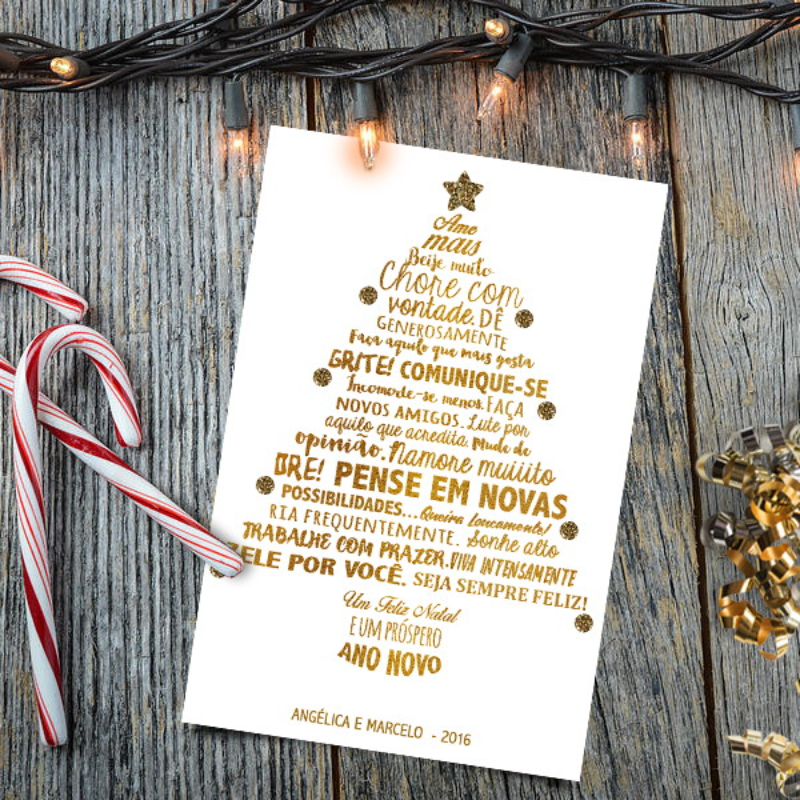 Ame
mais
Beije muito
Chore com
vontade. DÊ
GENEROSAMENTE
Faça aquilo que mais gosta
GRITE! COMUNIQUE-SE
Incomode-se menos. FAÇA
NOVOS AMIGOS. Lute por
aquilo que acredita. Mude de
opinião. Namore muiiito
ORE! PENSE EM NOVAS
POSSIBILIDADES... Queira loucamente!
RIA FREQUENTEMENTE. Sonhe alto
TRABALHE COM PRAZER. VIVA INTENSAMENTE
ZELE POR VOCÊ. SEJA SEMPRE FELIZ!
Um Feliz Natal
E UM PRÓSPERO
ANO NOVO
ANGÉLICA E MARCELO - 2016